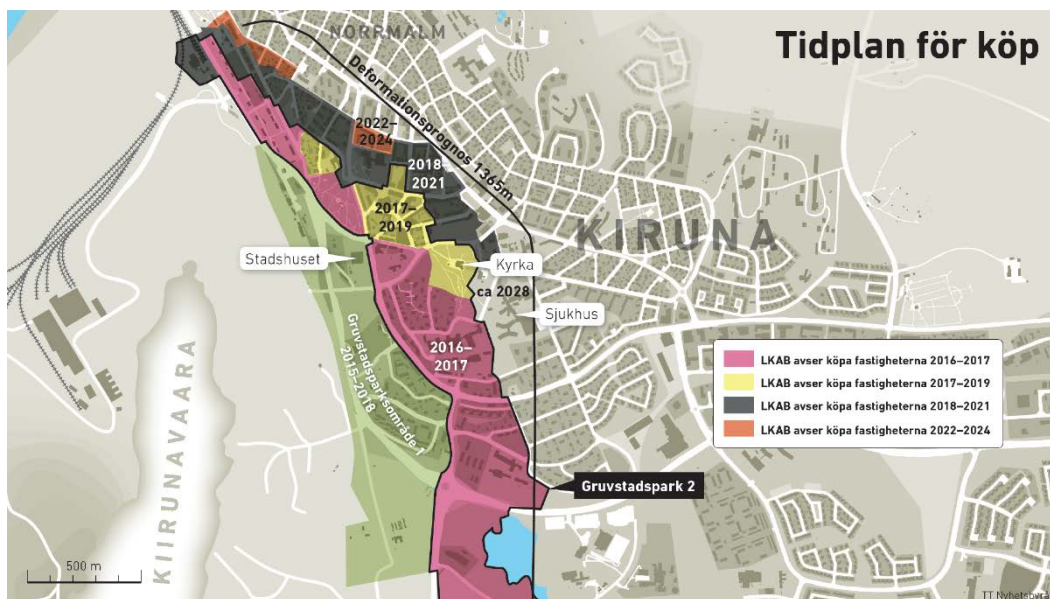 Tidplan för köp
NORRMALM
Deformationsprognos 1365m
2022–
2024
2018–
2021
2017–
2019
KIRUNA
Stadshuset
Kyrka
ca 2028
Sjukhus
2016–
2017
Gruvstadsparksområde 1
2015–2018
KIIRUNAVAARA
LKAB avser köpa fastigheterna 2016–2017
LKAB avser köpa fastigheterna 2017–2019
LKAB avser köpa fastigheterna 2018–2021
LKAB avser köpa fastigheterna 2022–2024
Gruvstadspark 2
500 m
TT Nyhetsbyrå